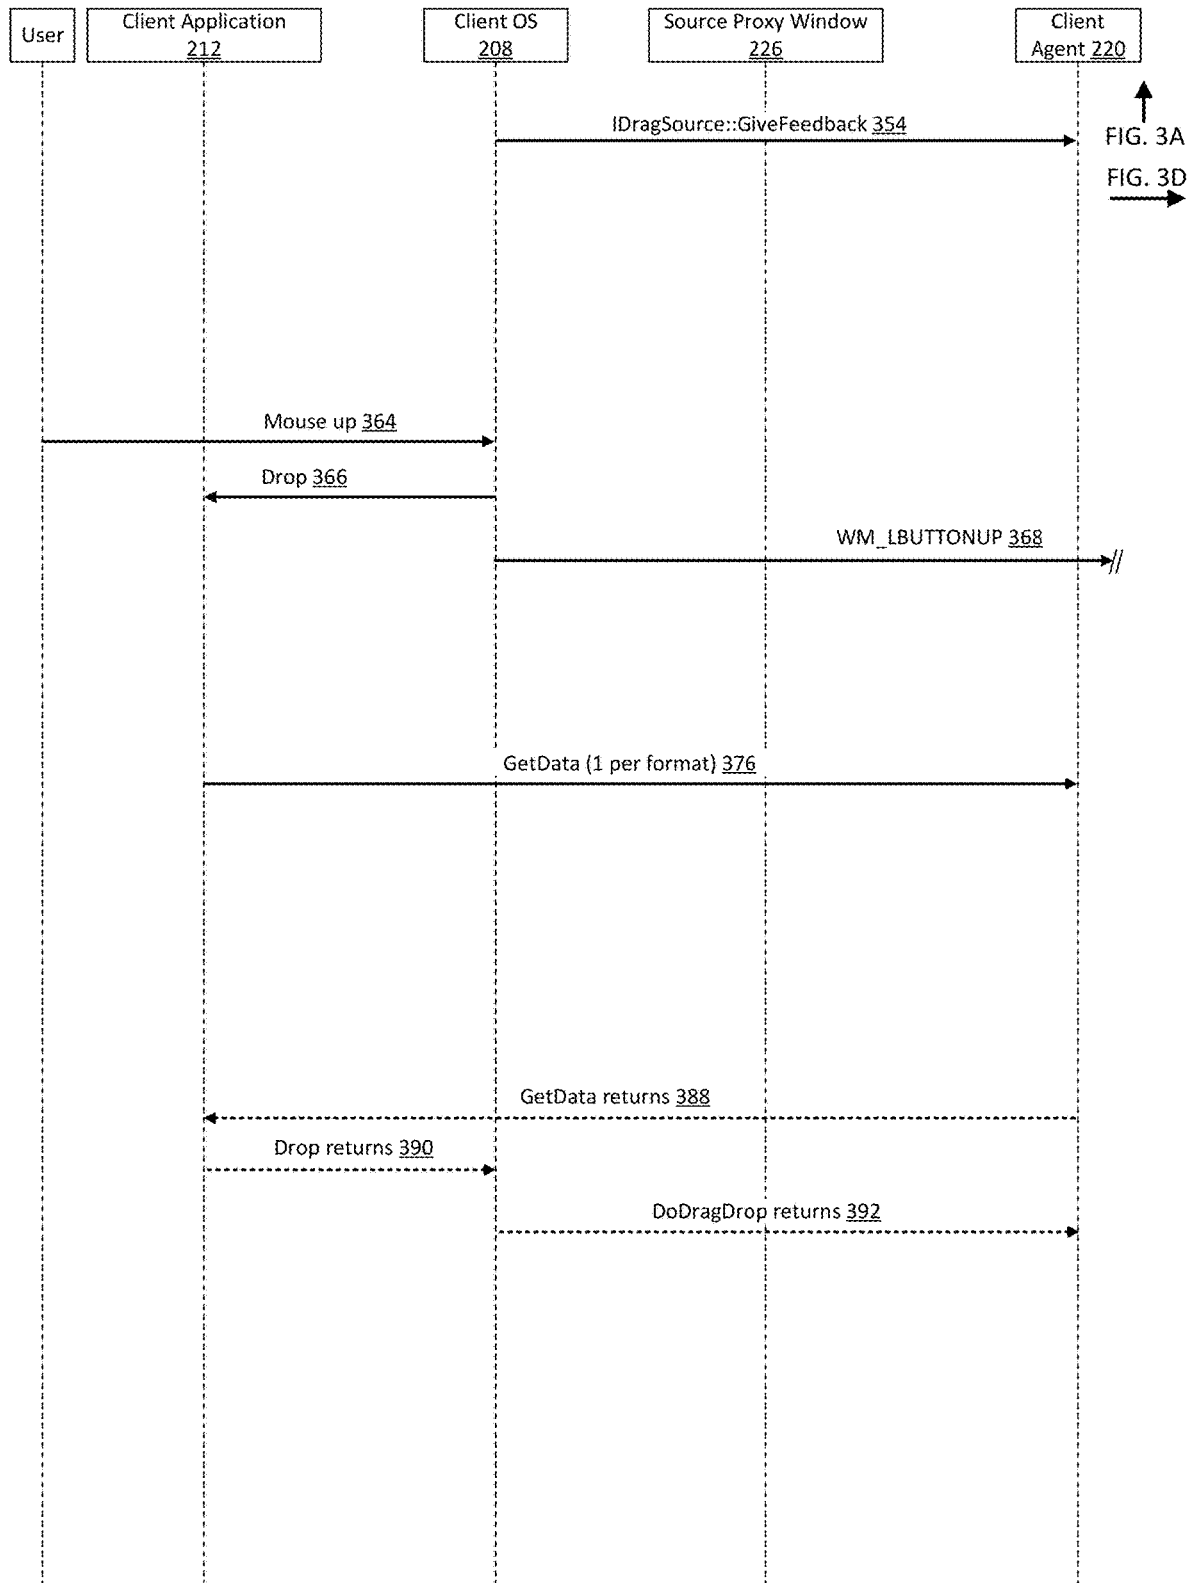 User
Client Application
212
Client OS
208
Source Proxy Window
226
Client
Agent 220
IDragSource::GiveFeedback 354
FIG. 3A
FIG. 3D
Mouse up 364
Drop 366
WM_LBUTTONUP 368
//
GetData (1 per format) 376
GetData returns 388
Drop returns 390
DoDragDrop returns 392